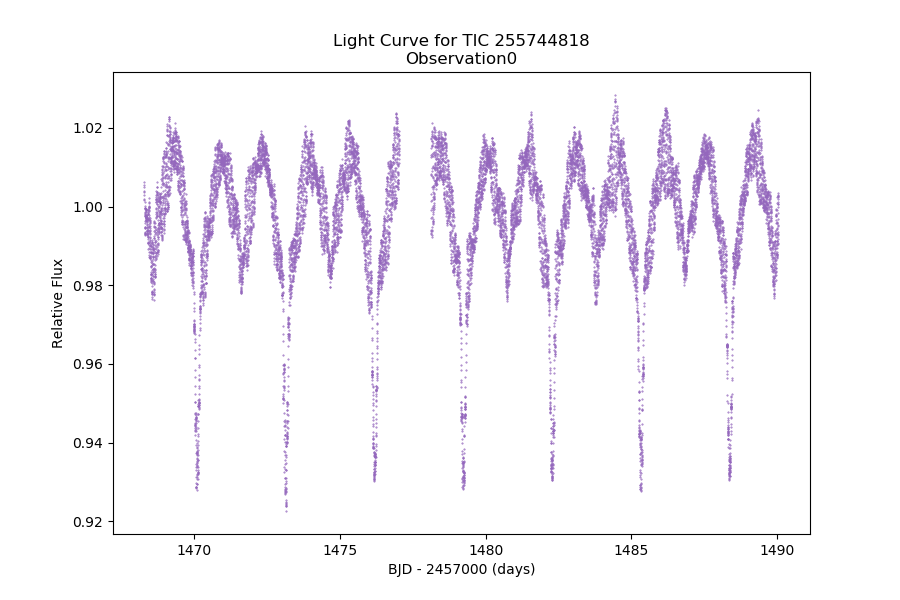 Light Curve for TIC 255744818
Observation0
Relative Flux
1.02
1.00
0.98
0.96
0.94
0.92
1470
1475
1480
1485
1490
BJD - 2457000 (days)